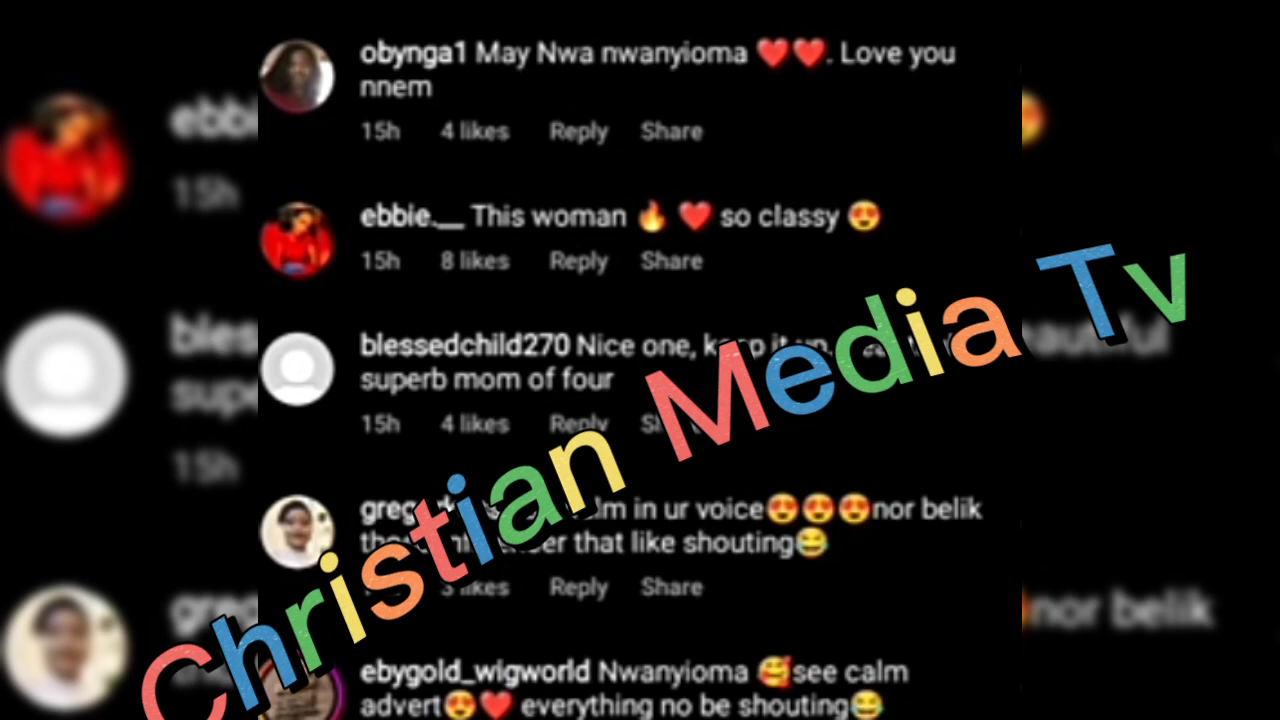 obynga1 May Nwa nwanyioma ❤️❤️. Love you
nnem
15h 4 likes Reply Share
ebbie.__ This woman 🔥 ❤️ so classy 😍
15h 8 likes Reply Share
blessedchild270 Nice one, keep it up.
superb mom of four
15h 4 likes Reply
in ur voice😍😍😍nor belik
that like shouting😂
likes Reply Share
ebygold_wigworld Nwanyioma 🥰see calm
advert😍❤️ everything no be shouting😂
Christian Media Tv